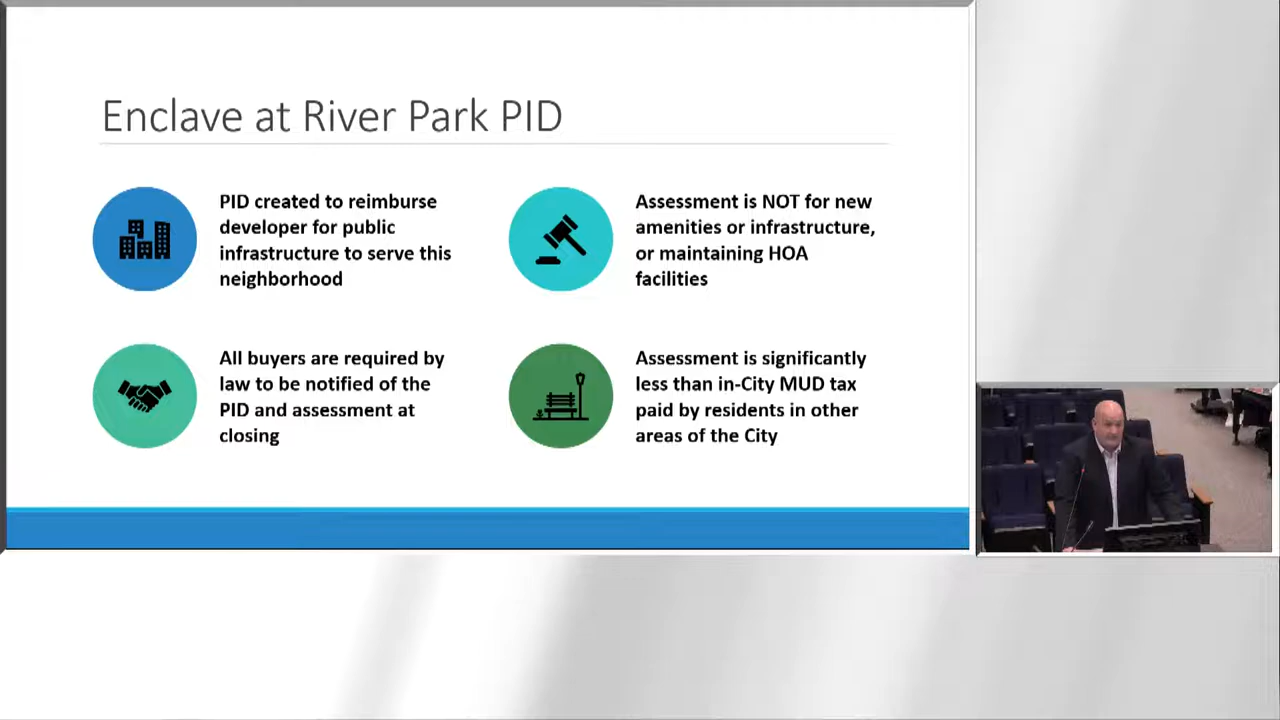 Enclave at River Park PID
PID created to reimburse
developer for public
infrastructure to serve this
neighborhood
Assessment is NOT for new
amenities or infrastructure,
or maintaining HOA
facilities
All buyers are required by
law to be notified of the
PID and assessment at
closing
Assessment is significantly
less than in-City MUD tax
paid by residents in other
areas of the City